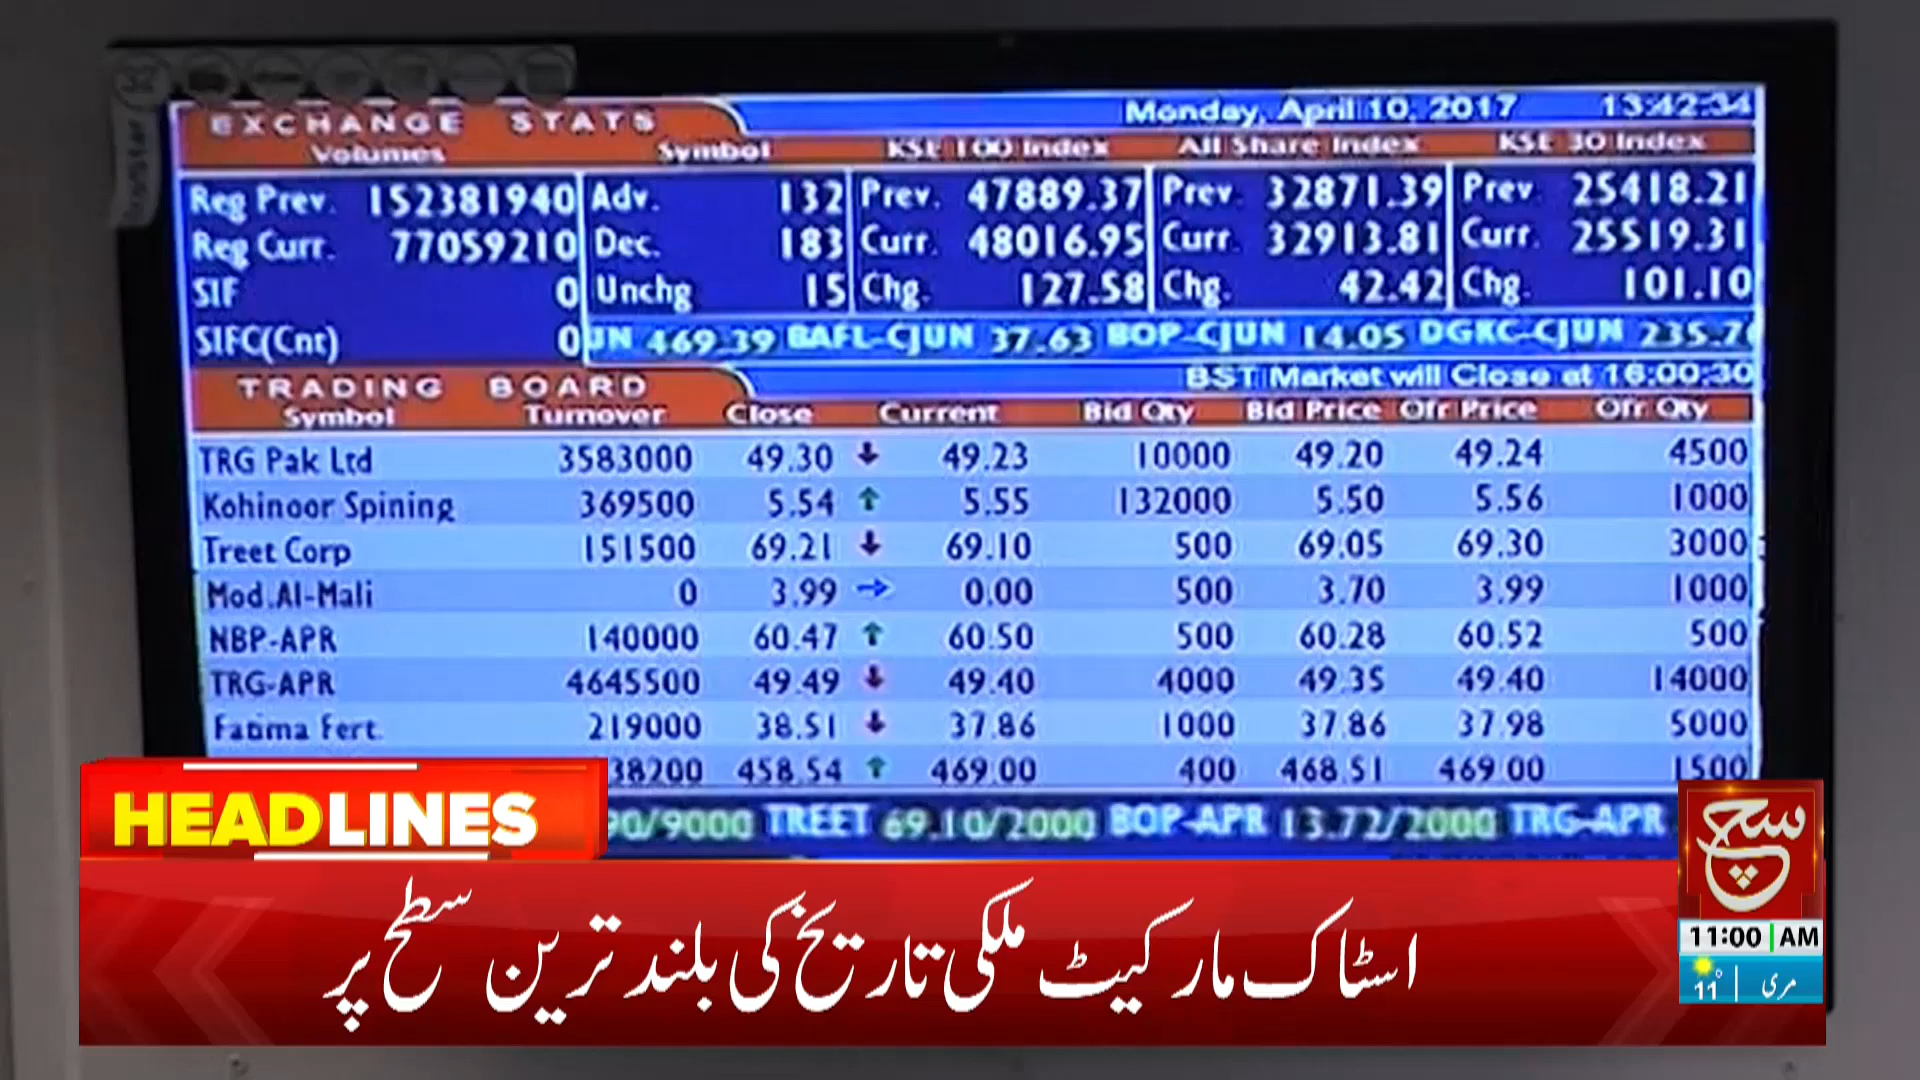 EXCHANGE STATS
Monday, April 10, 2017 13:42:34
Volumes Symbol KSE 100 Index All Share Index KSE 30 Index
Reg Prev. 152381940 Adv. 132 Prev. 47889.37 Prev. 32871.39 Prev 25418.21
Reg Curr. 77059210 Dec. 183 Curr. 48016.95 Curr. 32913.81 Curr. 25519.31
SIF 0 Unchg 15 Chg. 127.58 Chg. 42.42 Chg. 101.10
SIFC(Cnt) 0 UN 469.39 BAFL-CJUN 37.63 BOP-CJUN 14.05 DGKC-CJUN 235.7
TRADING BOARD
BST Market will Close at 16:00:30
Symbol Turnover Close Current Bid Qty Bid Price Ofr Price Ofr Qty
TRG Pak Ltd 3583000 49.30 ↓ 49.23 10000 49.20 49.24 4500
Kohinoor Spining 369500 5.54 ↑ 5.55 132000 5.50 5.56 1000
Treet Corp 151500 69.21 ↓ 69.10 500 69.05 69.30 3000
Mod.Al-Mali 0 3.99 → 0.00 500 3.70 3.99 1000
NBP-APR 140000 60.47 ↑ 60.50 500 60.28 60.52 500
TRG-APR 4645500 49.49 ↓ 49.40 4000 49.35 49.40 14000
Fatima Fert. 219000 38.51 ↓ 37.86 1000 37.86 37.98 5000
38200 458.54 ↑ 469.00 400 468.51 469.00 1500
90/9000 TREET 69.10/2000 BOP-APR 13.72/2000 TRG-APR
HEADLINES
سچ
اسٹاک مارکیٹ ملکی تاریخ کی بلند ترین سطح پر
11:00 AM
11° مری